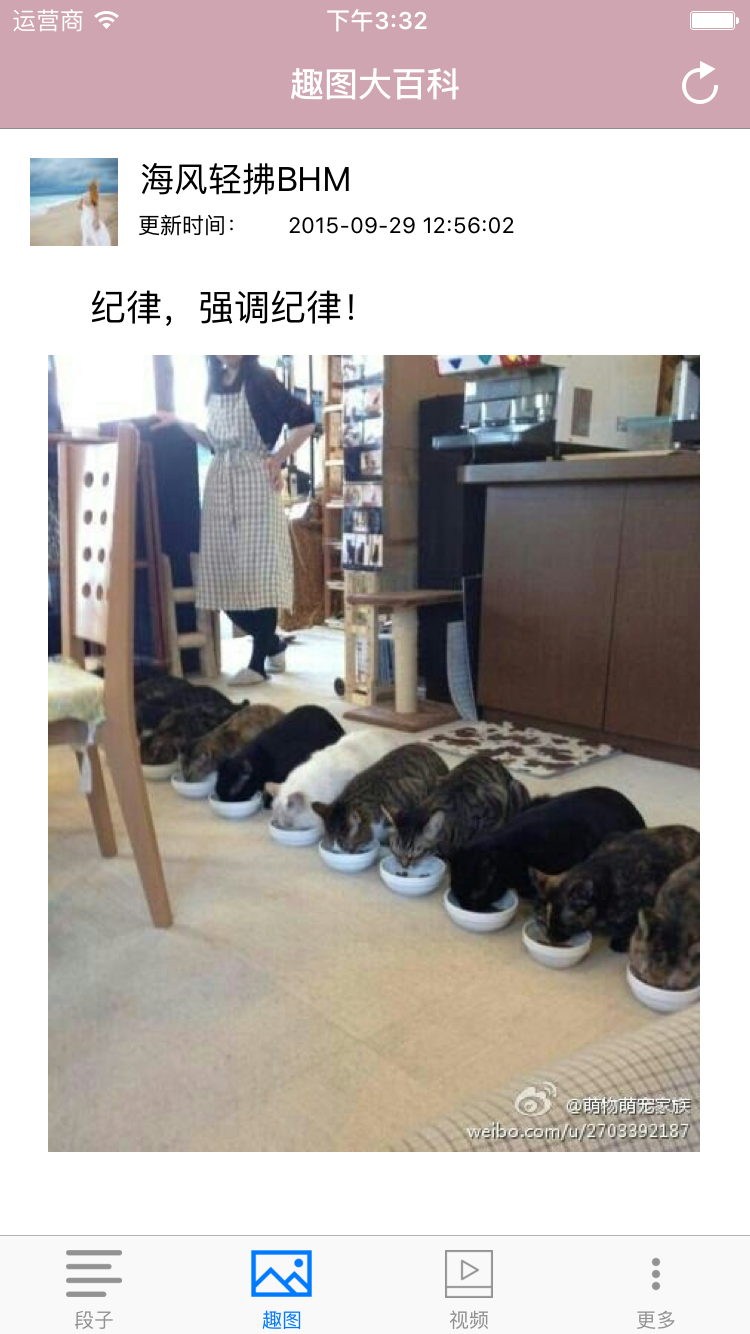 运营商
下午3:32
趣图大百科
海风轻拂BHM
更新时间： 2015-09-29 12:56:02
纪律，强调纪律！
@萌物萌宠家族
weibo.com/u/2703392187
段子
趣图
视频
更多